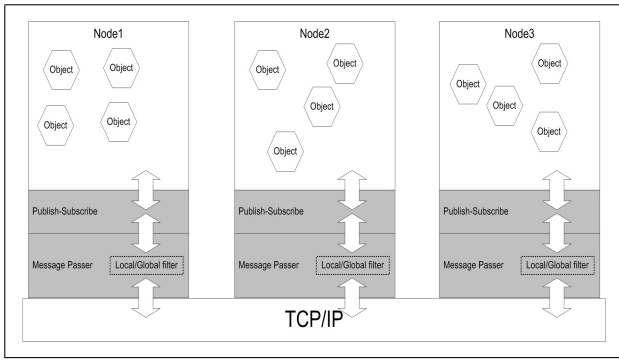 Node1
Object
Object
Object
Object
Publish-Subscribe
Message Passer
Local/Global filter
Node2
Object
Object
Object
Object
Publish-Subscribe
Message Passer
Local/Global filter
Node3
Object
Object
Object
Object
Publish-Subscribe
Message Passer
Local/Global filter
TCP/IP